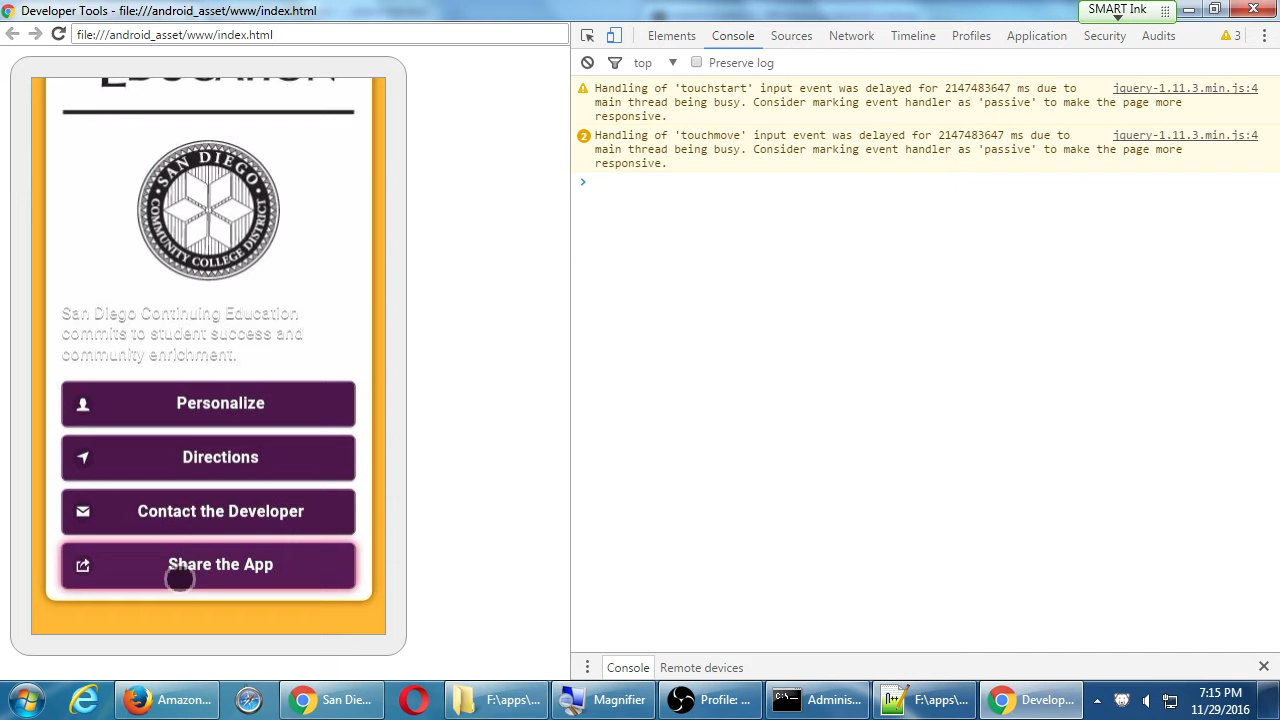 Developer Tools - file:///android_asset/www/index.html
SMART Ink
file:///android_asset/www/index.html
Elements Console Sources Network Timeline Profiles Application Security Audits 3
top Preserve log
Handling of 'touchstart' input event was delayed for 2147483647 ms due to jquery-1.11.3.min.js:4
main thread being busy. Consider marking event handler as 'passive' to make the page more
responsive.
2 Handling of 'touchmove' input event was delayed for 2147483647 ms due to jquery-1.11.3.min.js:4
main thread being busy. Consider marking event handler as 'passive' to make the page more
responsive.
EDUCATION
SAN DIEGO
COMMUNITY COLLEGE DISTRICT
San Diego Continuing Education
commits to student success and
community enrichment.
Personalize
Directions
Contact the Developer
Share the App
Console Remote devices
Amazon... San Die... F:\apps\... Magnifier Profile: ... Adminis... F:\apps\... Develop...
7:15 PM
11/29/2016